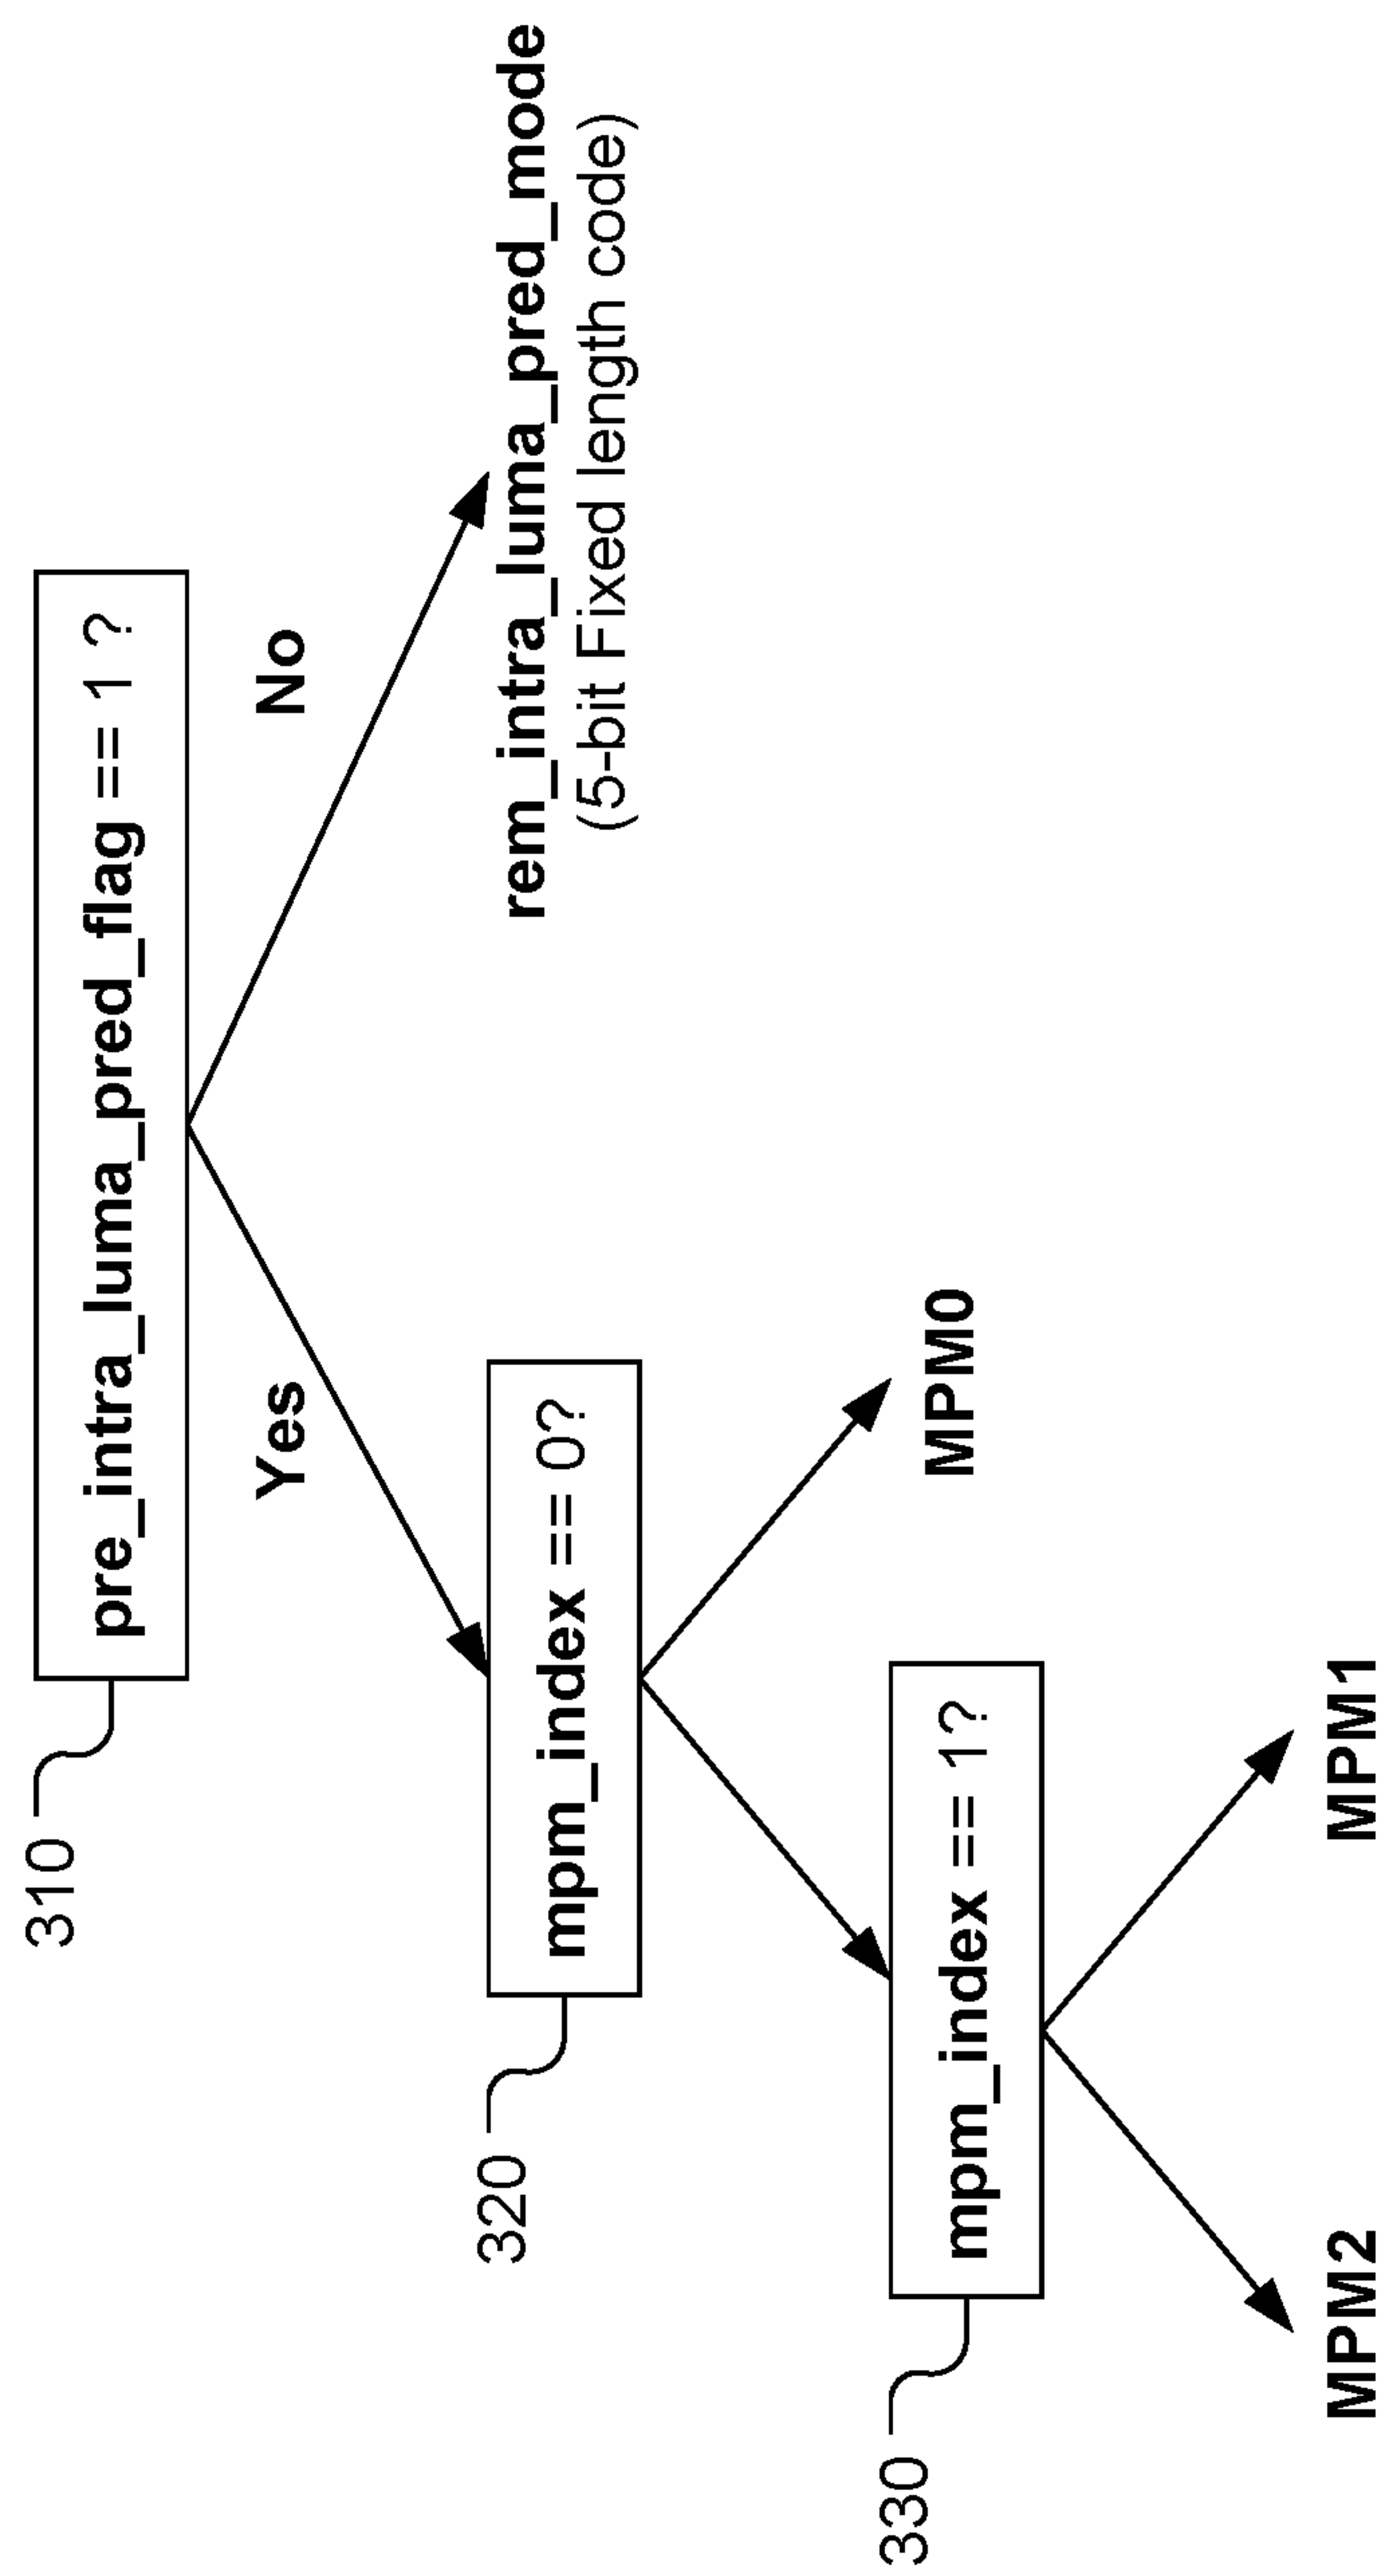 310
pre_intra_luma_pred_flag == 1 ?
Yes
No
320
mpm_index == 0?
rem_intra_luma_pred_mode
(5-bit Fixed length code)
330
mpm_index == 1?
MPM0
MPM2
MPM1